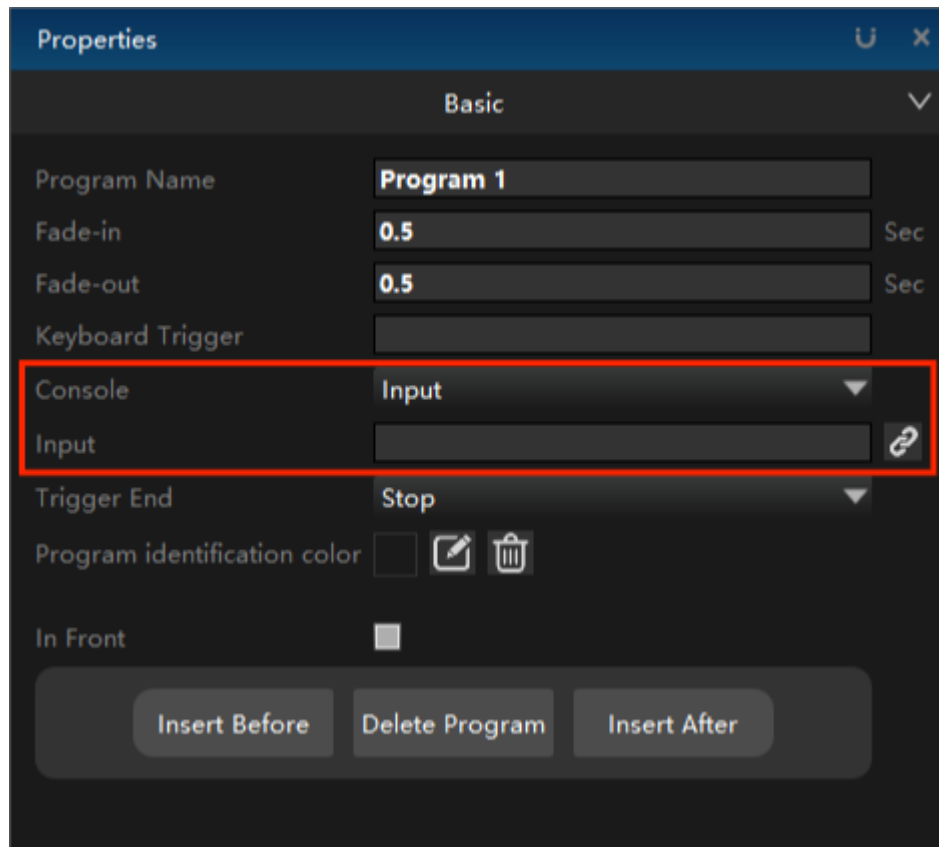 Properties
Basic
Program Name Program 1
Fade-in 0.5 Sec
Fade-out 0.5 Sec
Keyboard Trigger
Console Input
Input
Trigger End Stop
Program identification color
In Front
Insert Before Delete Program Insert After